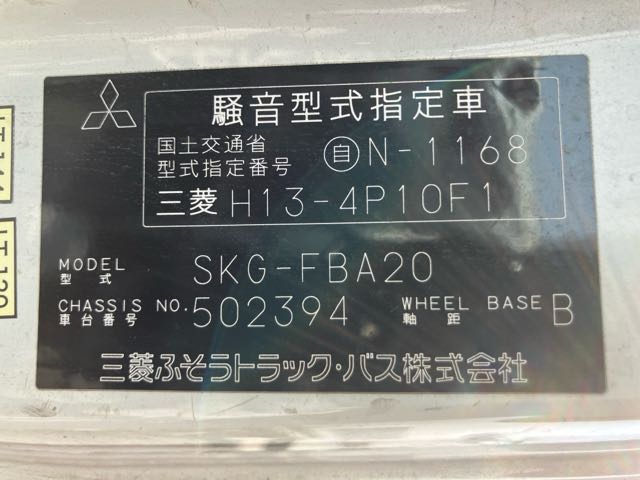 騒音型式指定車
国土交通省
型式指定番号 自N-1168
三菱 H13-4P10F1
MODEL SKG-FBA20
型式
CHASSIS NO. 502394 WHEEL BASE B
車台番号 軸距
三菱ふそうトラック・バス株式会社